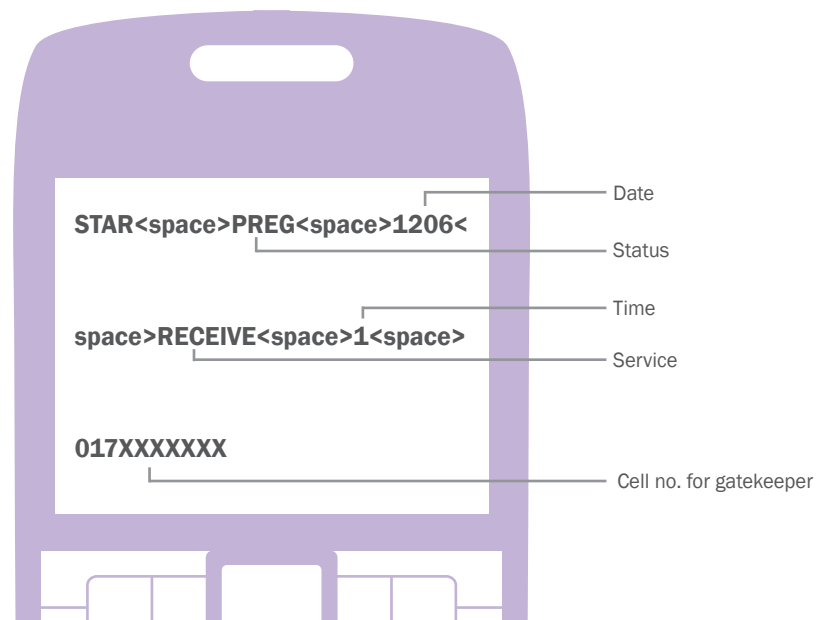 Date
STAR<space>PREG<space>1206<
Status
Time
space>RECEIVE<space>1<space>
Service
017XXXXXXX
Cell no. for gatekeeper